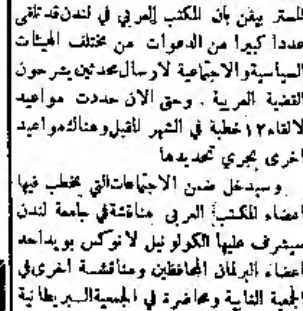 المستر بيفن بأن المكتب العربي في لندن قد تلقى
عددا كبيرا من الدعوات من مختلف الهيئات
السياسية والاجتماعية لارسال محدثين يشرحون
القضية العربية . وحتى الان حددت مواعيد
لالقاء ١٢ خطبة في الشهر المقبل وهناك مواعيد
اخرى يجري تحديدها
وسيدخل ضمن الاجتماعات التي يخطب فيها
اعضاء المكتب العربي مناقشة في جامعة لندن
سيشرف عليها الكولونيل لانوكس بويد احد
اعضاء البرلمان المحافظين ومناقشة اخرى في
الجمعية ومحاضرة في الجمعية البريطانية